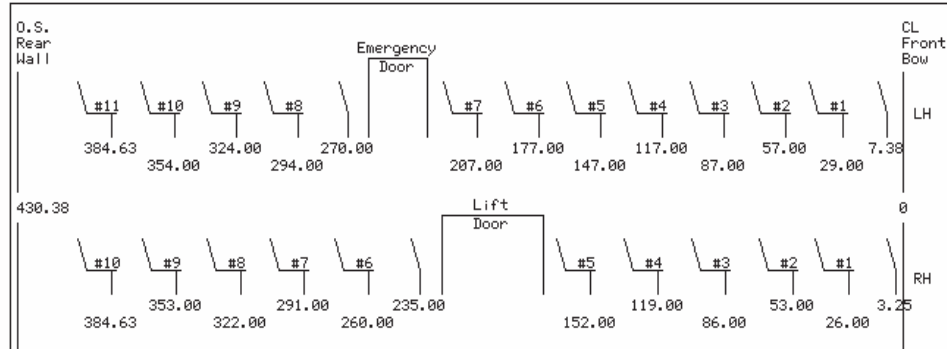 O.S.
Rear
Wall
CL
Front
Bow
Emergency
Door
#11 #10 #9 #8 #7 #6 #5 #4 #3 #2 #1
LH
384.63 324.00 270.00 177.00 117.00 57.00 7.38
354.00 294.00 207.00 147.00 87.00 29.00
430.38 Lift 0
Door
#10 #9 #8 #7 #6 #5 #4 #3 #2 #1
RH
353.00 291.00 235.00 119.00 53.00 3.25
384.63 322.00 260.00 152.00 86.00 26.00